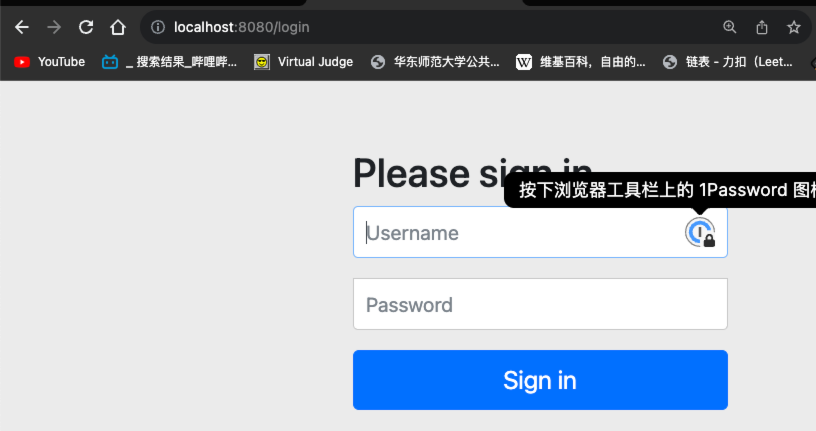 localhost:8080/login
YouTube _ 搜索结果_哔哩哔... Virtual Judge 华东师范大学公共... 维基百科，自由的... 链表 - 力扣（Leet...
Please sign in
按下浏览器工具栏上的 1Password 图
Username
Password
Sign in